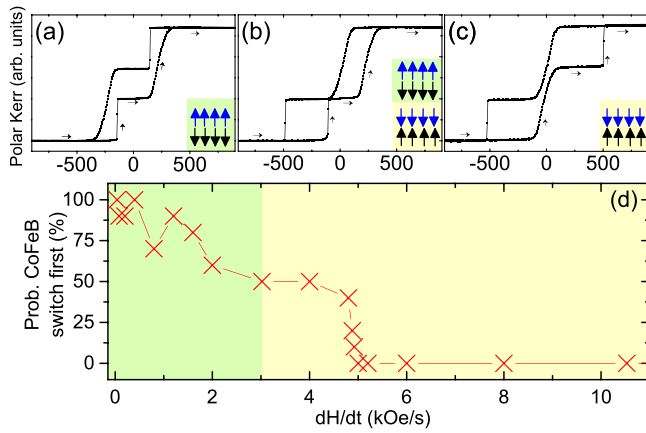 (a)
(b)
(c)
Polar Kerr (arb. units)
-500 0 500
-500 0 500
-500 0 500
(d)
Prob. CoFeB
switch first (%)
100
75
50
25
0
0 2 4 6 8 10
dH/dt (kOe/s)